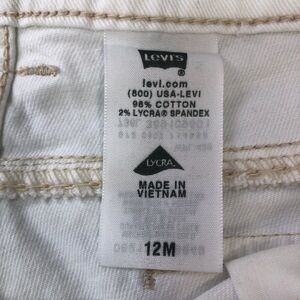 Levi's
®
levi.com
(800) USA-LEVI
98% COTTON
2% LYCRA® SPANDEX
LYCRA
MADE IN
VIETNAM
12M